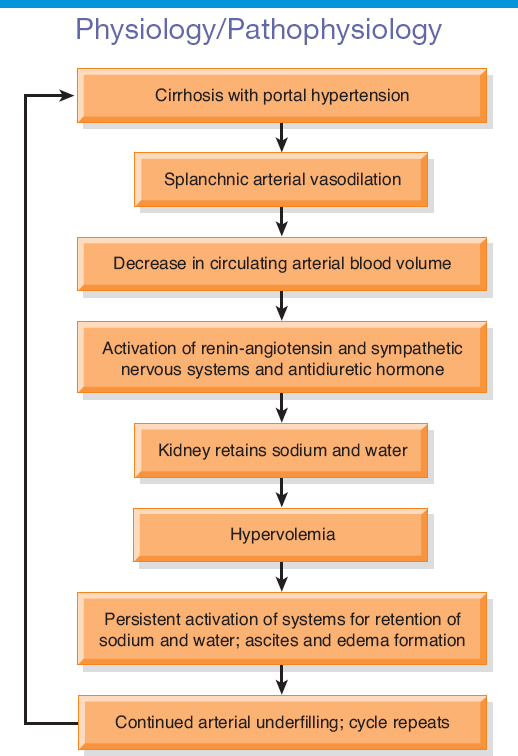 Physiology/Pathophysiology
Cirrhosis with portal hypertension
Splanchnic arterial vasodilation
Decrease in circulating arterial blood volume
Activation of renin-angiotensin and sympathetic
nervous systems and antidiuretic hormone
Kidney retains sodium and water
Hypervolemia
Persistent activation of systems for retention of
sodium and water; ascites and edema formation
Continued arterial underfilling; cycle repeats